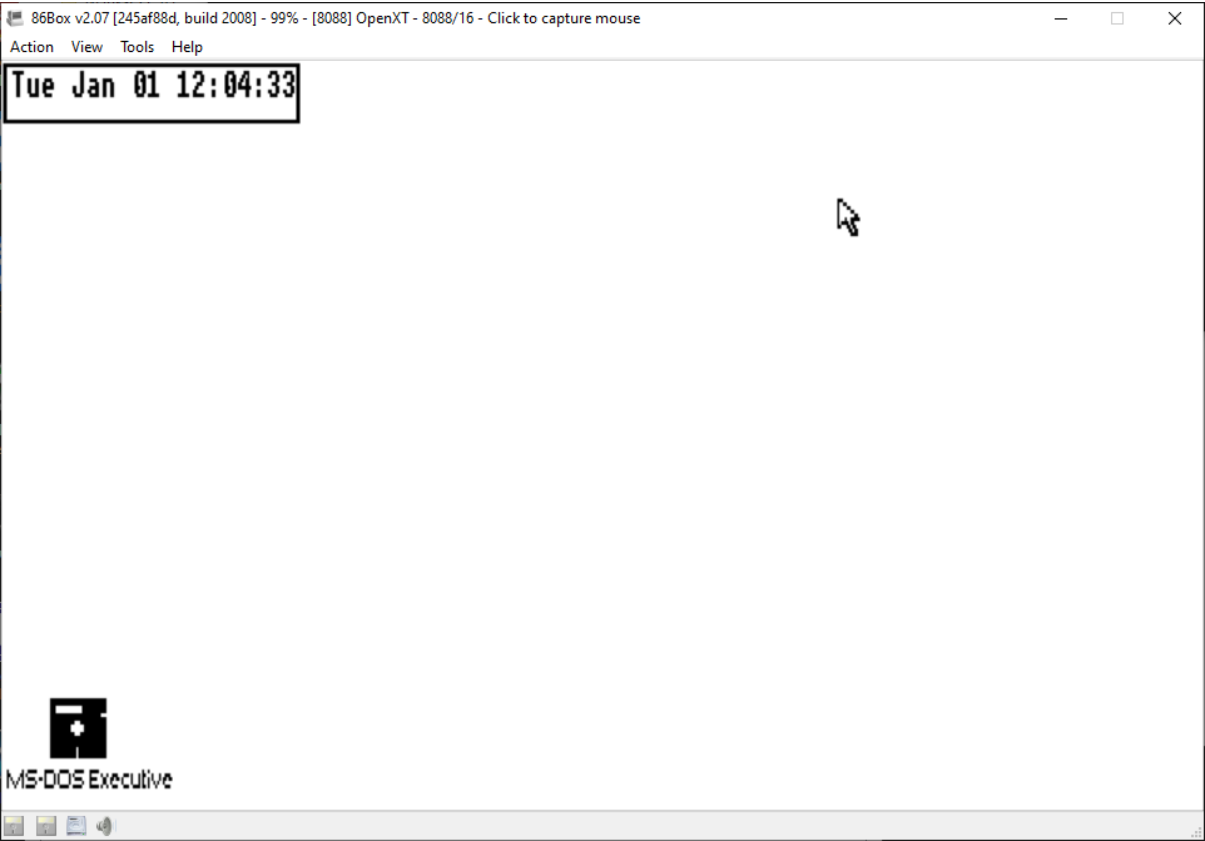 86Box v2.07 [245af88d, build 2008] - 99% - [8088] OpenXT - 8088/16 - Click to capture mouse
Action View Tools Help
Tue Jan 01 12:04:33
MS-DOS Executive